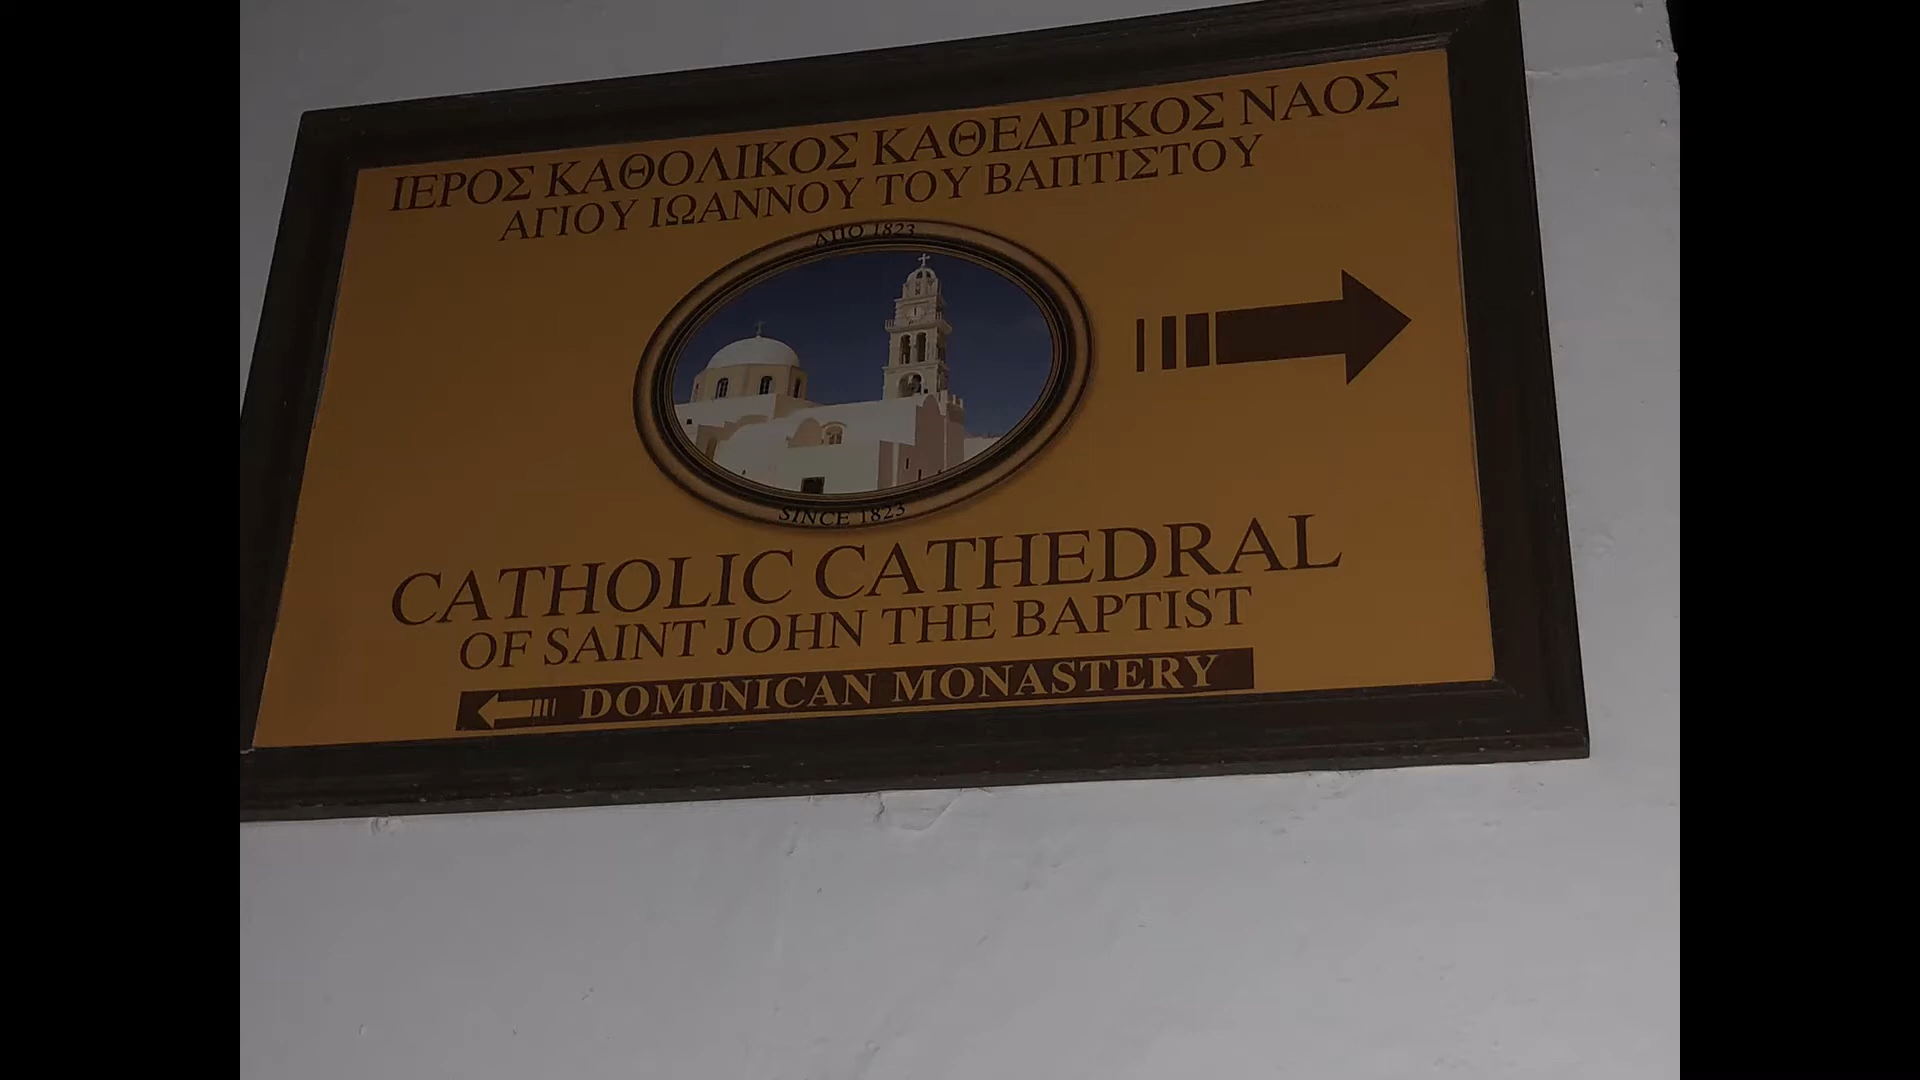 ΙΕΡΟΣ ΚΑΘΟΛΙΚΟΣ ΚΑΘΕΔΡΙΚΟΣ ΝΑΟΣ
ΑΓΙΟΥ ΙΩΑΝΝΟΥ ΤΟΥ ΒΑΠΤΙΣΤΟΥ
ΑΠΟ 1823
SINCE 1823
CATHOLIC CATHEDRAL
OF SAINT JOHN THE BAPTIST
DOMINICAN MONASTERY